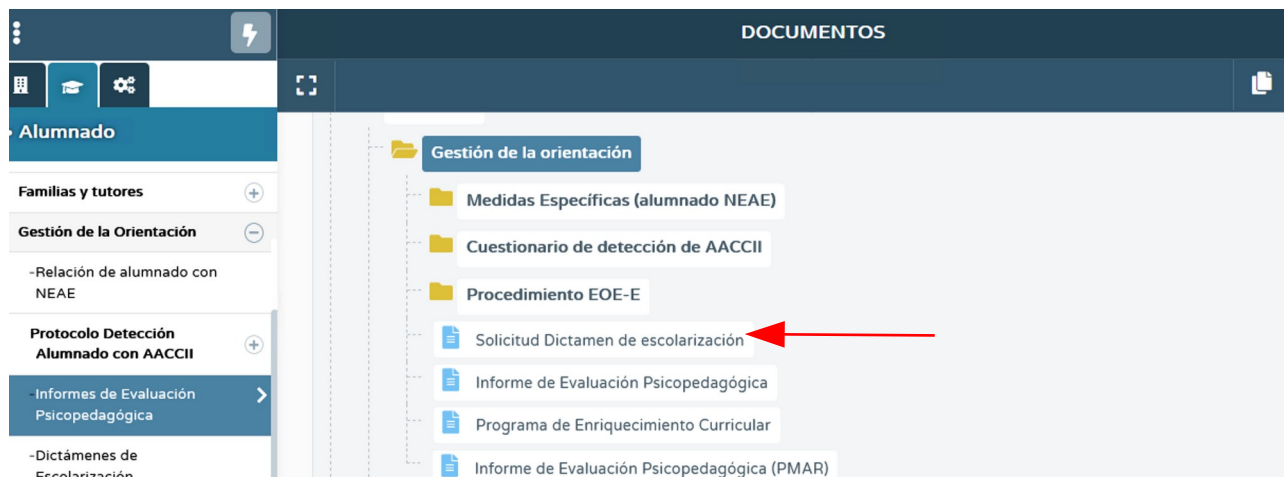 DOCUMENTOS
Alumnado
Familias y tutores
Gestión de la Orientación
-Relación de alumnado con
NEAE
Protocolo Detección
Alumnado con AACCII
-Informes de Evaluación
Psicopedagógica
-Dictámenes de
Escolarización
Gestión de la orientación
Medidas Específicas (alumnado NEAE)
Cuestionario de detección de AACCII
Procedimiento EOE-E
Solicitud Dictamen de escolarización
Informe de Evaluación Psicopedagógica
Programa de Enriquecimiento Curricular
Informe de Evaluación Psicopedagógica (PMAR)